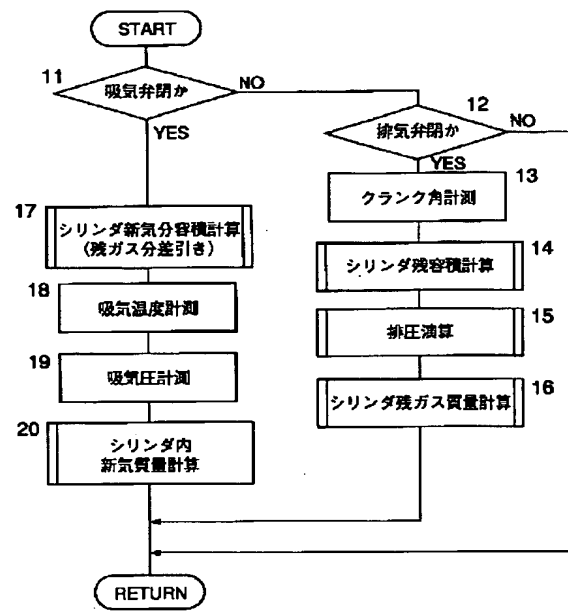 START
11
吸気弁閉か
NO
YES
12
排気弁閉か
NO
YES
13
クランク角計測
14
シリンダ残容積計算
15
排圧演算
16
シリンダ残ガス質量計算
17
シリンダ新気分容積計算
(残ガス分差引き)
18
吸気温度計測
19
吸気圧計測
20
シリンダ内
新気質量計算
RETURN